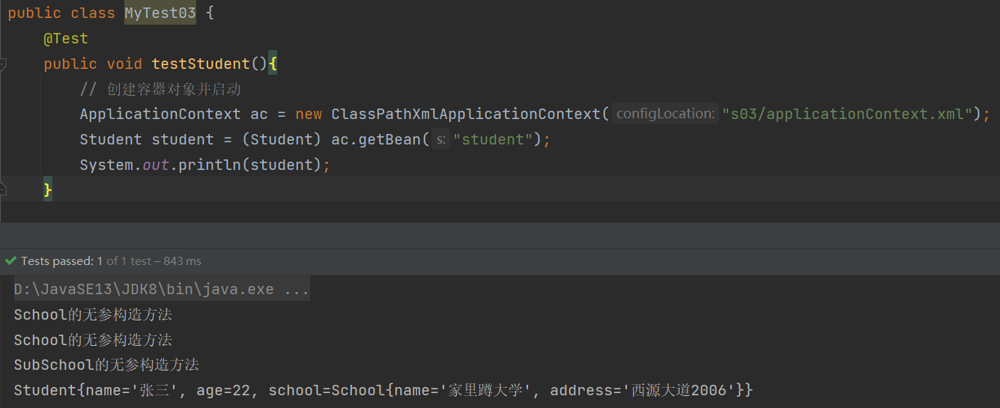 public class MyTest03 {
@Test
public void testStudent(){
// 创建容器对象并启动
ApplicationContext ac = new ClassPathXmlApplicationContext( configLocation: "s03/applicationContext.xml");
Student student = (Student) ac.getBean( s: "student");
System.out.println(student);
}
Tests passed: 1 of 1 test – 843 ms
D:\JavaSE13\JDK8\bin\java.exe ...
School的无参构造方法
School的无参构造方法
SubSchool的无参构造方法
Student{name='张三', age=22, school=School{name='家里蹲大学', address='西源大道2006'}}